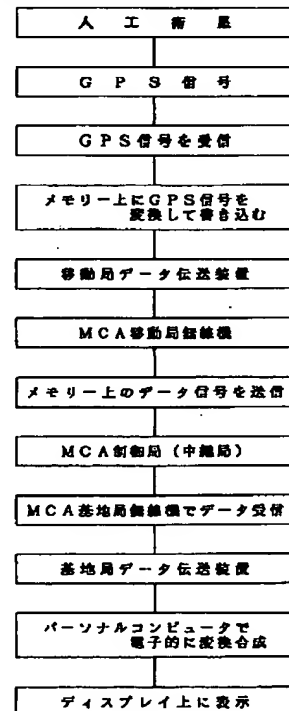 人工衛星
GPS信号
GPS信号を受信
メモリー上にGPS信号を
変換して書き込む
移動局データ伝送装置
MCA移動局無線機
メモリー上のデータ信号を送信
MCA制御局(中継局)
MCA基地局無線機でデータ受信
基地局データ伝送装置
パーソナルコンピュータで
電子的に変換合成
ディスプレイ上に表示